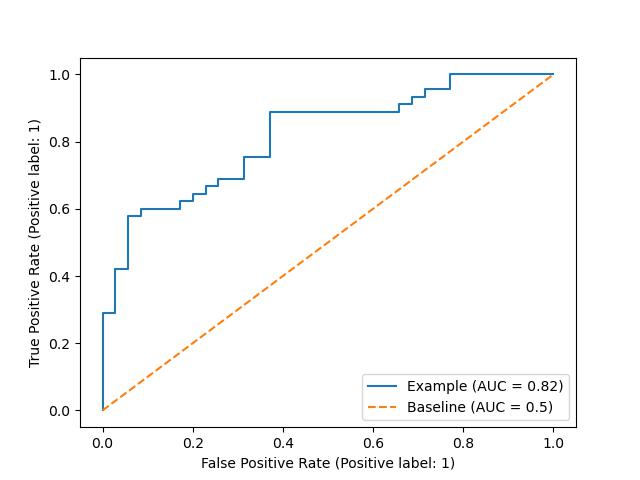 True Positive Rate (Positive label: 1)
1.0
0.8
0.6
0.4
0.2
0.0
Example (AUC = 0.82)
Baseline (AUC = 0.5)
0.0 0.2 0.4 0.6 0.8 1.0
False Positive Rate (Positive label: 1)